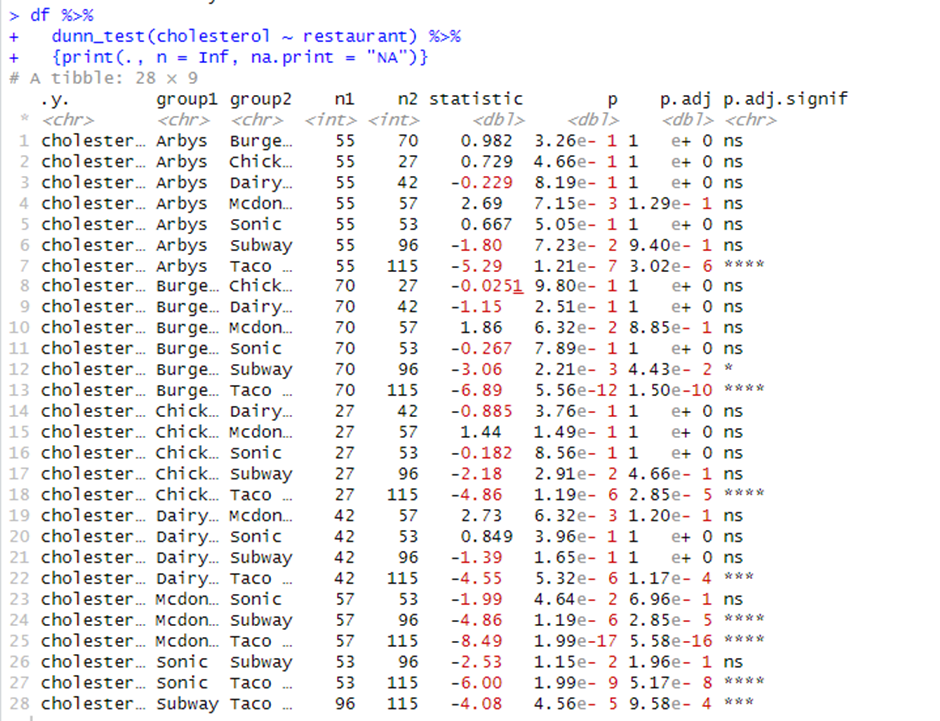 > df %>%
+   dunn_test(cholesterol ~ restaurant) %>%
+   {print(., n = Inf, na.print = "NA")}
# A tibble: 28 × 9
.y. group1 group2 n1 n2 statistic p p.adj p.adj.signif
* <chr> <chr> <chr> <int> <int> <dbl> <dbl> <dbl> <chr>
1 cholester… Arbys Burge… 55 70 0.982 3.26e- 1 1 e+ 0 ns
2 cholester… Arbys Chick… 55 27 0.729 4.66e- 1 1 e+ 0 ns
3 cholester… Arbys Dairy… 55 42 -0.229 8.19e- 1 1 e+ 0 ns
4 cholester… Arbys Mcdon… 55 57 2.69 7.15e- 3 1.29e- 1 ns
5 cholester… Arbys Sonic 55 53 0.667 5.05e- 1 1 e+ 0 ns
6 cholester… Arbys Subway 55 96 -1.80 7.23e- 2 9.40e- 1 ns
7 cholester… Arbys Taco … 55 115 -5.29 1.21e- 7 3.02e- 6 ****
8 cholester… Burge… Chick… 70 27 -0.0251 9.80e- 1 1 e+ 0 ns
9 cholester… Burge… Dairy… 70 42 -1.15 2.51e- 1 1 e+ 0 ns
10 cholester… Burge… Mcdon… 70 57 1.86 6.32e- 2 8.85e- 1 ns
11 cholester… Burge… Sonic 70 53 -0.267 7.89e- 1 1 e+ 0 ns
12 cholester… Burge… Subway 70 96 -3.06 2.21e- 3 4.43e- 2 *
13 cholester… Burge… Taco … 70 115 -6.89 5.56e-12 1.50e-10 ****
14 cholester… Chick… Dairy… 27 42 -0.885 3.76e- 1 1 e+ 0 ns
15 cholester… Chick… Mcdon… 27 57 1.44 1.49e- 1 1 e+ 0 ns
16 cholester… Chick… Sonic 27 53 -0.182 8.56e- 1 1 e+ 0 ns
17 cholester… Chick… Subway 27 96 -2.18 2.91e- 2 4.66e- 1 ns
18 cholester… Chick… Taco … 27 115 -4.86 1.19e- 6 2.85e- 5 ****
19 cholester… Dairy… Mcdon… 42 57 2.73 6.32e- 3 1.20e- 1 ns
20 cholester… Dairy… Sonic 42 53 0.849 3.96e- 1 1 e+ 0 ns
21 cholester… Dairy… Subway 42 96 -1.39 1.65e- 1 1 e+ 0 ns
22 cholester… Dairy… Taco … 42 115 -4.55 5.32e- 6 1.17e- 4 ***
23 cholester… Mcdon… Sonic 57 53 -1.99 4.64e- 2 6.96e- 1 ns
24 cholester… Mcdon… Subway 57 96 -4.86 1.19e- 6 2.85e- 5 ****
25 cholester… Mcdon… Taco … 57 115 -8.49 1.99e-17 5.58e-16 ****
26 cholester… Sonic Subway 53 96 -2.53 1.15e- 2 1.96e- 1 ns
27 cholester… Sonic Taco … 53 115 -6.00 1.99e- 9 5.17e- 8 ****
28 cholester… Subway Taco … 96 115 -4.08 4.56e- 5 9.58e- 4 ***